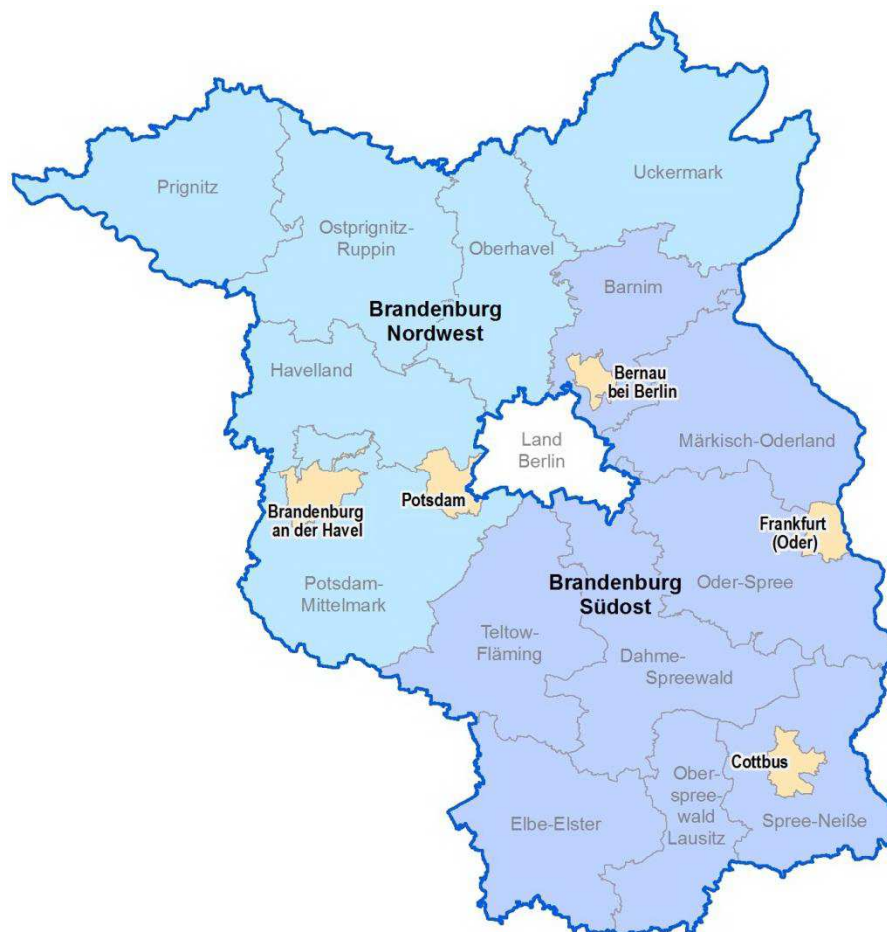 Prignitz
Uckermark
Ostprignitz-
Ruppin
Oberhavel
Barnim
Brandenburg
Nordwest
Havelland
Bernau
bei Berlin
Land
Berlin
Märkisch-Oderland
Potsdam
Brandenburg
an der Havel
Frankfurt
(Oder)
Potsdam-
Mittelmark
Brandenburg
Südost
Oder-Spree
Teltow-
Fläming
Dahme-
Spreewald
Cottbus
Ober-
spree-
wald
Lausitz
Elbe-Elster
Spree-Neiße